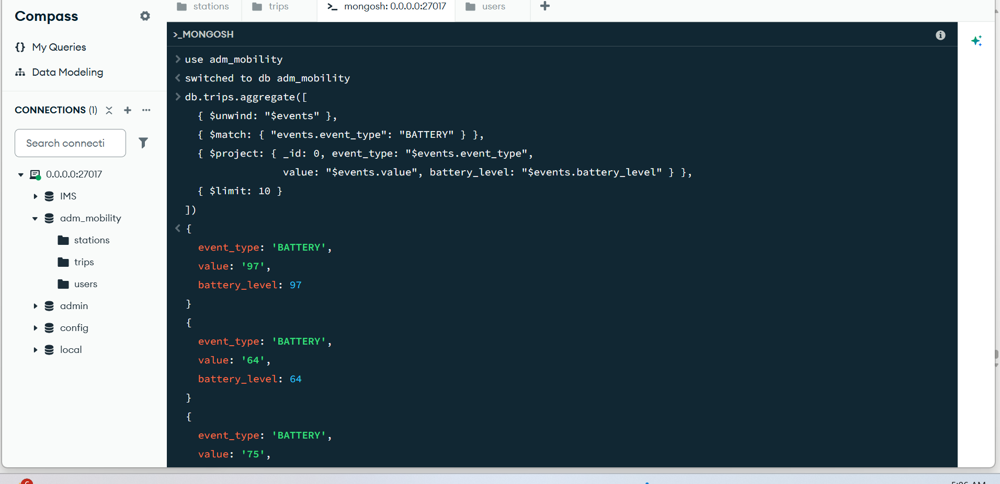 Compass
My Queries
Data Modeling
CONNECTIONS (1)
Search connecti
0.0.0.0:27017
IMS
adm_mobility
stations
trips
users
admin
config
local
stations
trips
>_ mongosh: 0.0.0.0:27017
users
>_MONGOSH
> use adm_mobility
< switched to db adm_mobility
> db.trips.aggregate([
{ $unwind: "$events" },
{ $match: { "events.event_type": "BATTERY" } },
{ $project: { _id: 0, event_type: "$events.event_type",
value: "$events.value", battery_level: "$events.battery_level" } },
{ $limit: 10 }
])
< {
event_type: 'BATTERY',
value: '97',
battery_level: 97
}
{
event_type: 'BATTERY',
value: '64',
battery_level: 64
}
{
event_type: 'BATTERY',
value: '75',